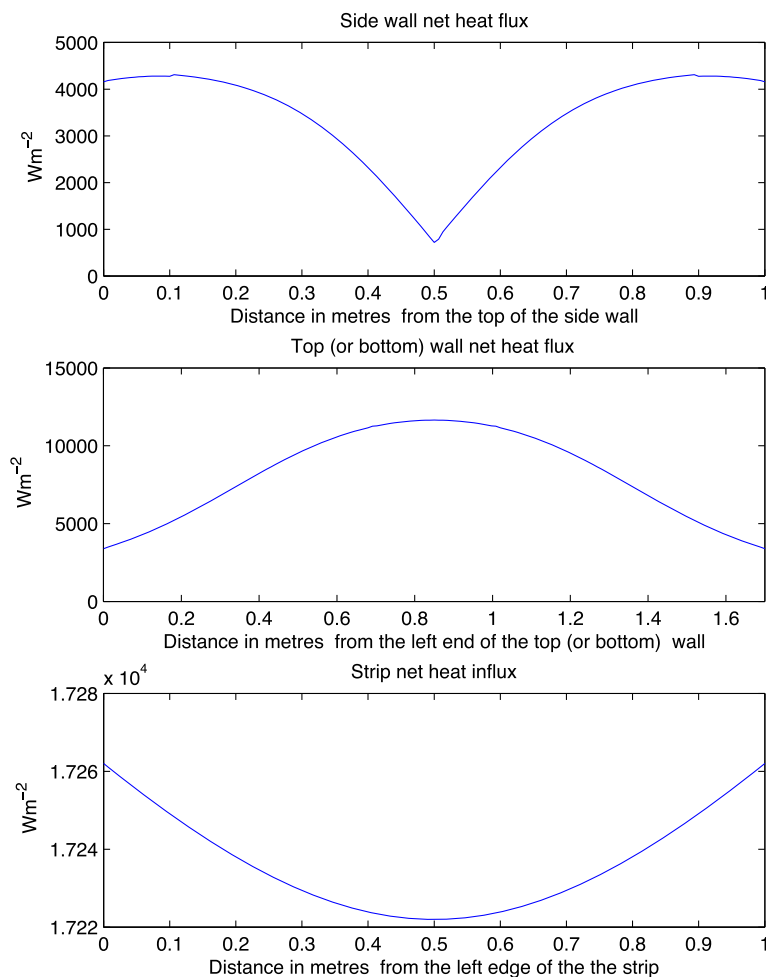 Side wall net heat flux
5000
4000
3000
2000
1000
0
Wm⁻²
0 0.1 0.2 0.3 0.4 0.5 0.6 0.7 0.8 0.9 1
Distance in metres from the top of the side wall
Top (or bottom) wall net heat flux
15000
10000
5000
0
Wm⁻²
0 0.2 0.4 0.6 0.8 1 1.2 1.4 1.6
Distance in metres from the left end of the top (or bottom) wall
Strip net heat influx
x 10⁴
1.728
1.726
1.724
1.722
Wm⁻²
0 0.1 0.2 0.3 0.4 0.5 0.6 0.7 0.8 0.9 1
Distance in metres from the left edge of the the strip